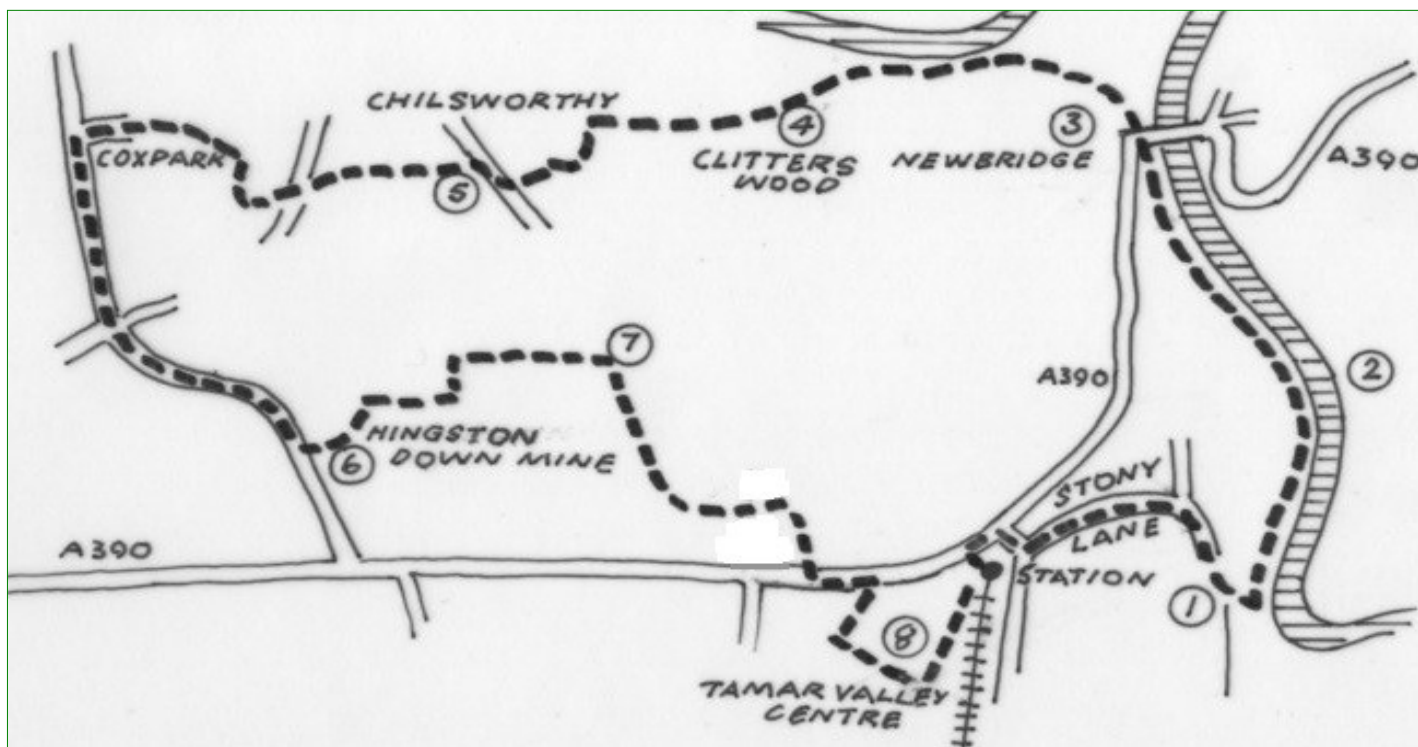 CHILSWORTHY
COXPARK
4
3
CLITTERS
WOOD
NEWBRIDGE
A390
5
7
2
A390
HINGSTON
DOWN MINE
6
STONY
LANE
A390
STATION
1
8
TAMAR VALLEY
CENTRE